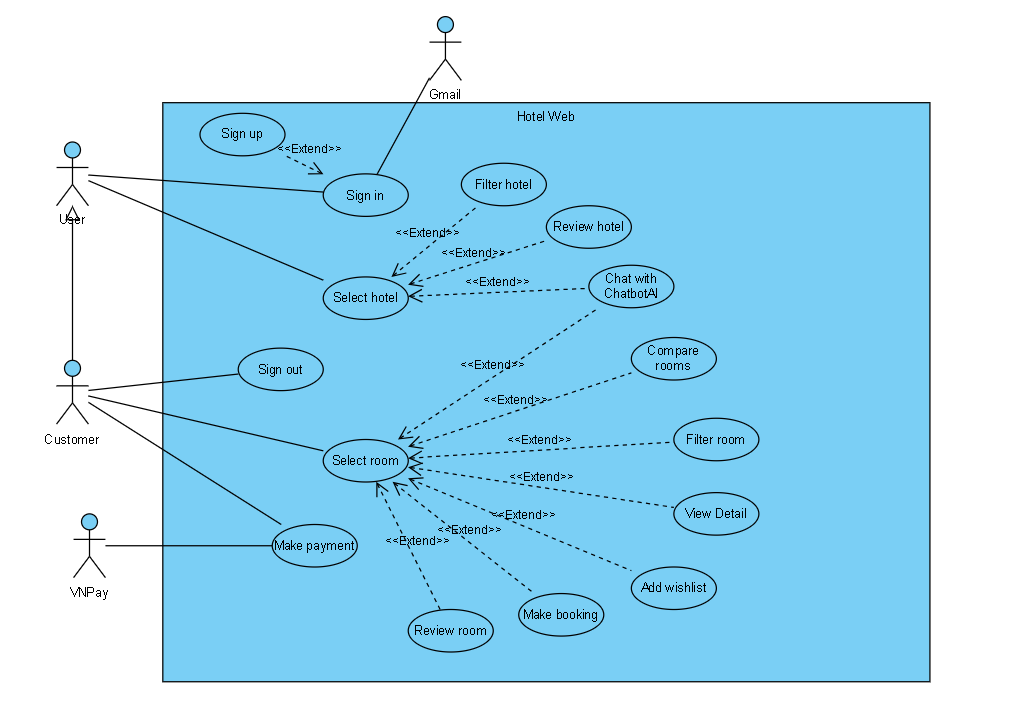 Gmail
Hotel Web
Sign up
<<Extend>>
Sign in
Filter hotel
User
<<Extend>>
Review hotel
<<Extend>>
Chat with
ChatbotAI
<<Extend>>
Select hotel
Compare
rooms
<<Extend>>
Sign out
<<Extend>>
Customer
<<Extend>>
Filter room
Select room
<<Extend>>
View Detail
<<Extend>>
<<Extend>>
<<Extend>>
Make payment
VNPay
Add wishlist
Make booking
Review room